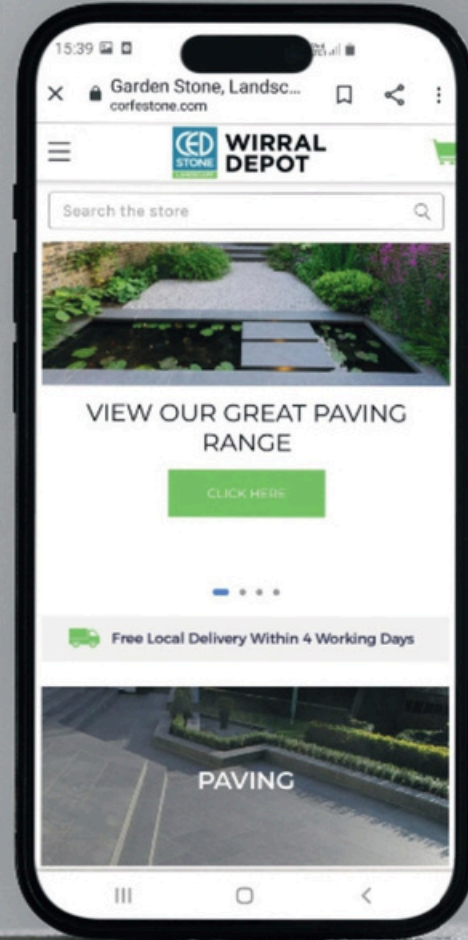 15:39
Garden Stone, Landsc...
corfestone.com
CED
STONE
LANDSCAPE
WIRRAL
DEPOT
Search the store
VIEW OUR GREAT PAVING
RANGE
CLICK HERE
Free Local Delivery Within 4 Working Days
PAVING